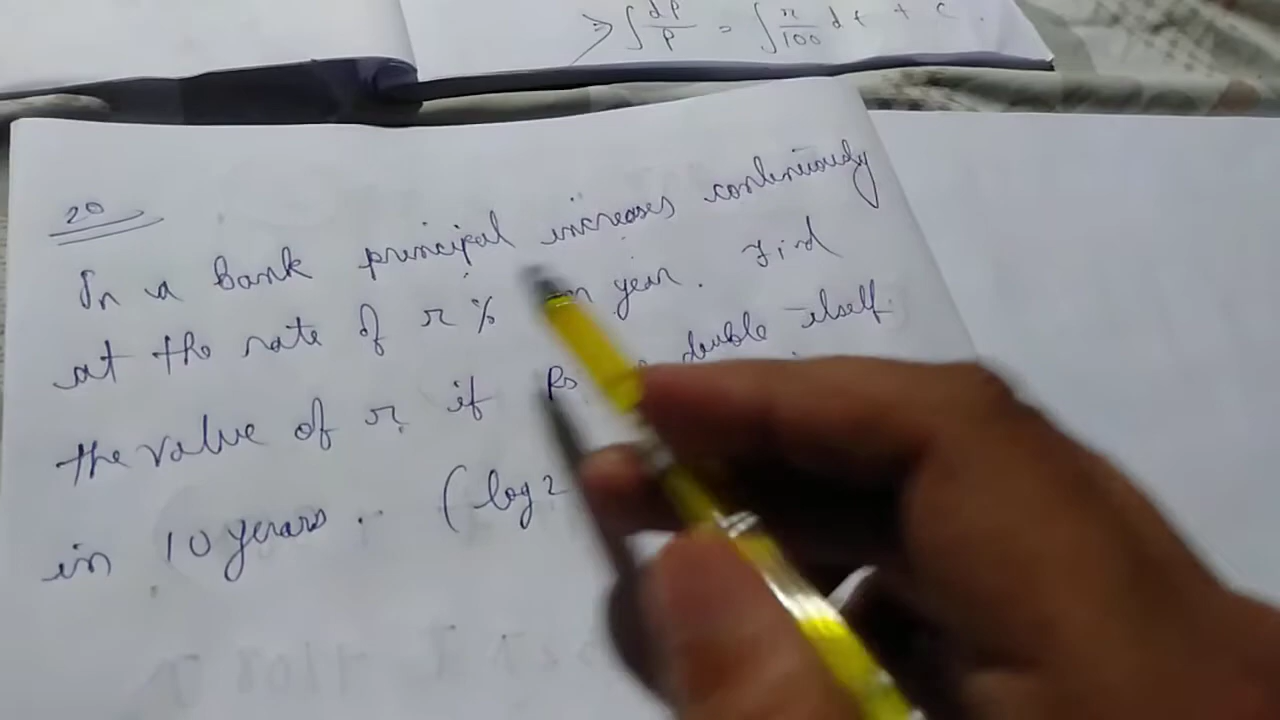 ⇒ ∫ dP/P = ∫ r/100 dt + c.
20
In a Bank principal increases continuously
at the rate of r % year. Find
the value of r if Rs double itself
in 10 yerars.. (log 2